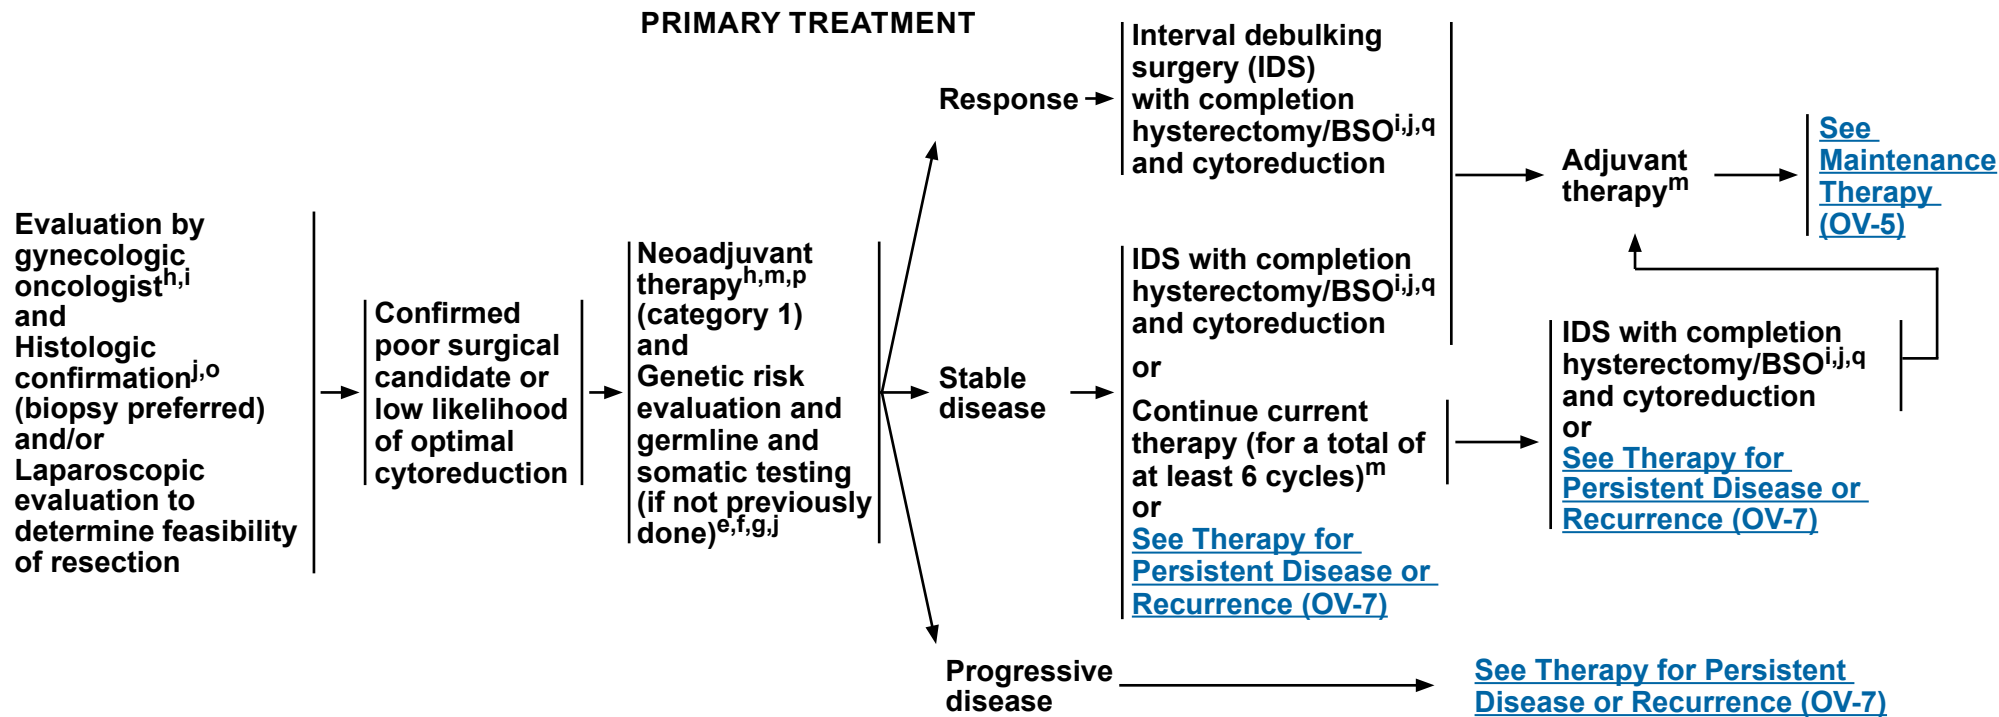 PRIMARY TREATMENT
Evaluation by
gynecologic
oncologisth,i
and
Histologic
confirmationj,o
(biopsy preferred)
and/or
Laparoscopic
evaluation to
determine feasibility
of resection
Confirmed
poor surgical
candidate or
low likelihood
of optimal
cytoreduction
Neoadjuvant
therapyh,m,p
(category 1)
and
Genetic risk
evaluation and
germline and
somatic testing
(if not previously
done)e,f,g,j
Response
Interval debulking
surgery (IDS)
with completion
hysterectomy/BSOi,j,q
and cytoreduction
Stable
disease
IDS with completion
hysterectomy/BSOi,j,q
and cytoreduction
or
Continue current
therapy (for a total of
at least 6 cycles)m
or
See Therapy for
Persistent Disease or
Recurrence (OV-7)
Adjuvant
therapym
See
Maintenance
Therapy
(OV-5)
IDS with completion
hysterectomy/BSOi,j,q
and cytoreduction
or
See Therapy for
Persistent Disease or
Recurrence (OV-7)
Progressive
disease
See Therapy for Persistent
Disease or Recurrence (OV-7)